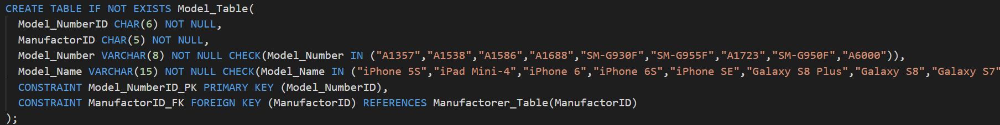 CREATE TABLE IF NOT EXISTS Model_Table(
Model_NumberID CHAR(6) NOT NULL,
ManufactorID CHAR(5) NOT NULL,
Model_Number VARCHAR(8) NOT NULL CHECK(Model_Number IN ("A1357","A1538","A1586","A1688","SM-G930F","SM-G955F","A1723","SM-G950F","A6000")),
Model_Name VARCHAR(15) NOT NULL CHECK(Model_Name IN ("iPhone 5S","iPad Mini-4","iPhone 6","iPhone 6S","iPhone SE","Galaxy S8 Plus","Galaxy S8","Galaxy S7"
CONSTRAINT Model_NumberID_PK PRIMARY KEY (Model_NumberID),
CONSTRAINT ManufactorID_FK FOREIGN KEY (ManufactorID) REFERENCES Manufactorer_Table(ManufactorID)
);